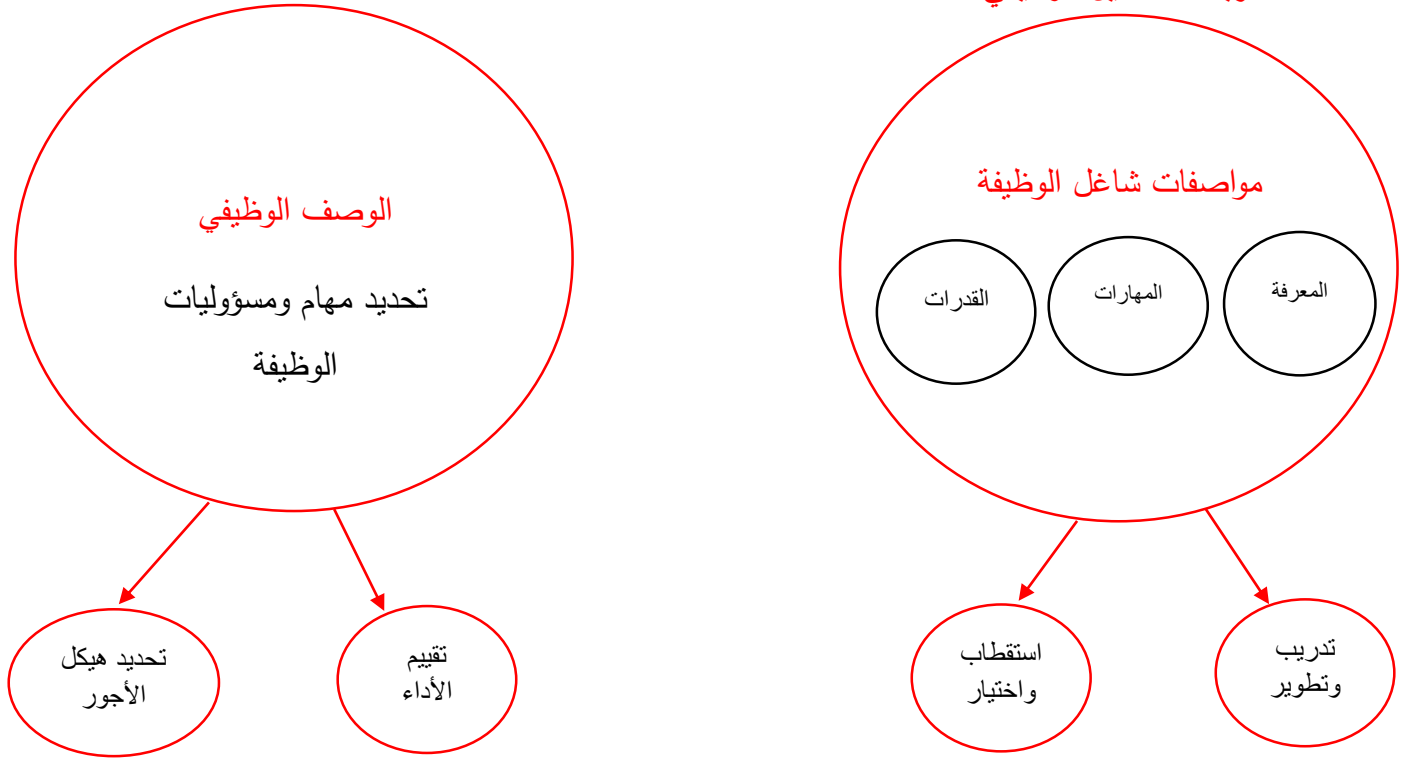 مواصفات شاغل الوظيفة
المعرفة
المهارات
القدرات
تدريب
وتطوير
استقطاب
واختيار
الوصف الوظيفي
تحديد مهام ومسؤوليات
الوظيفة
تقييم
الأداء
تحديد هيكل
الأجور